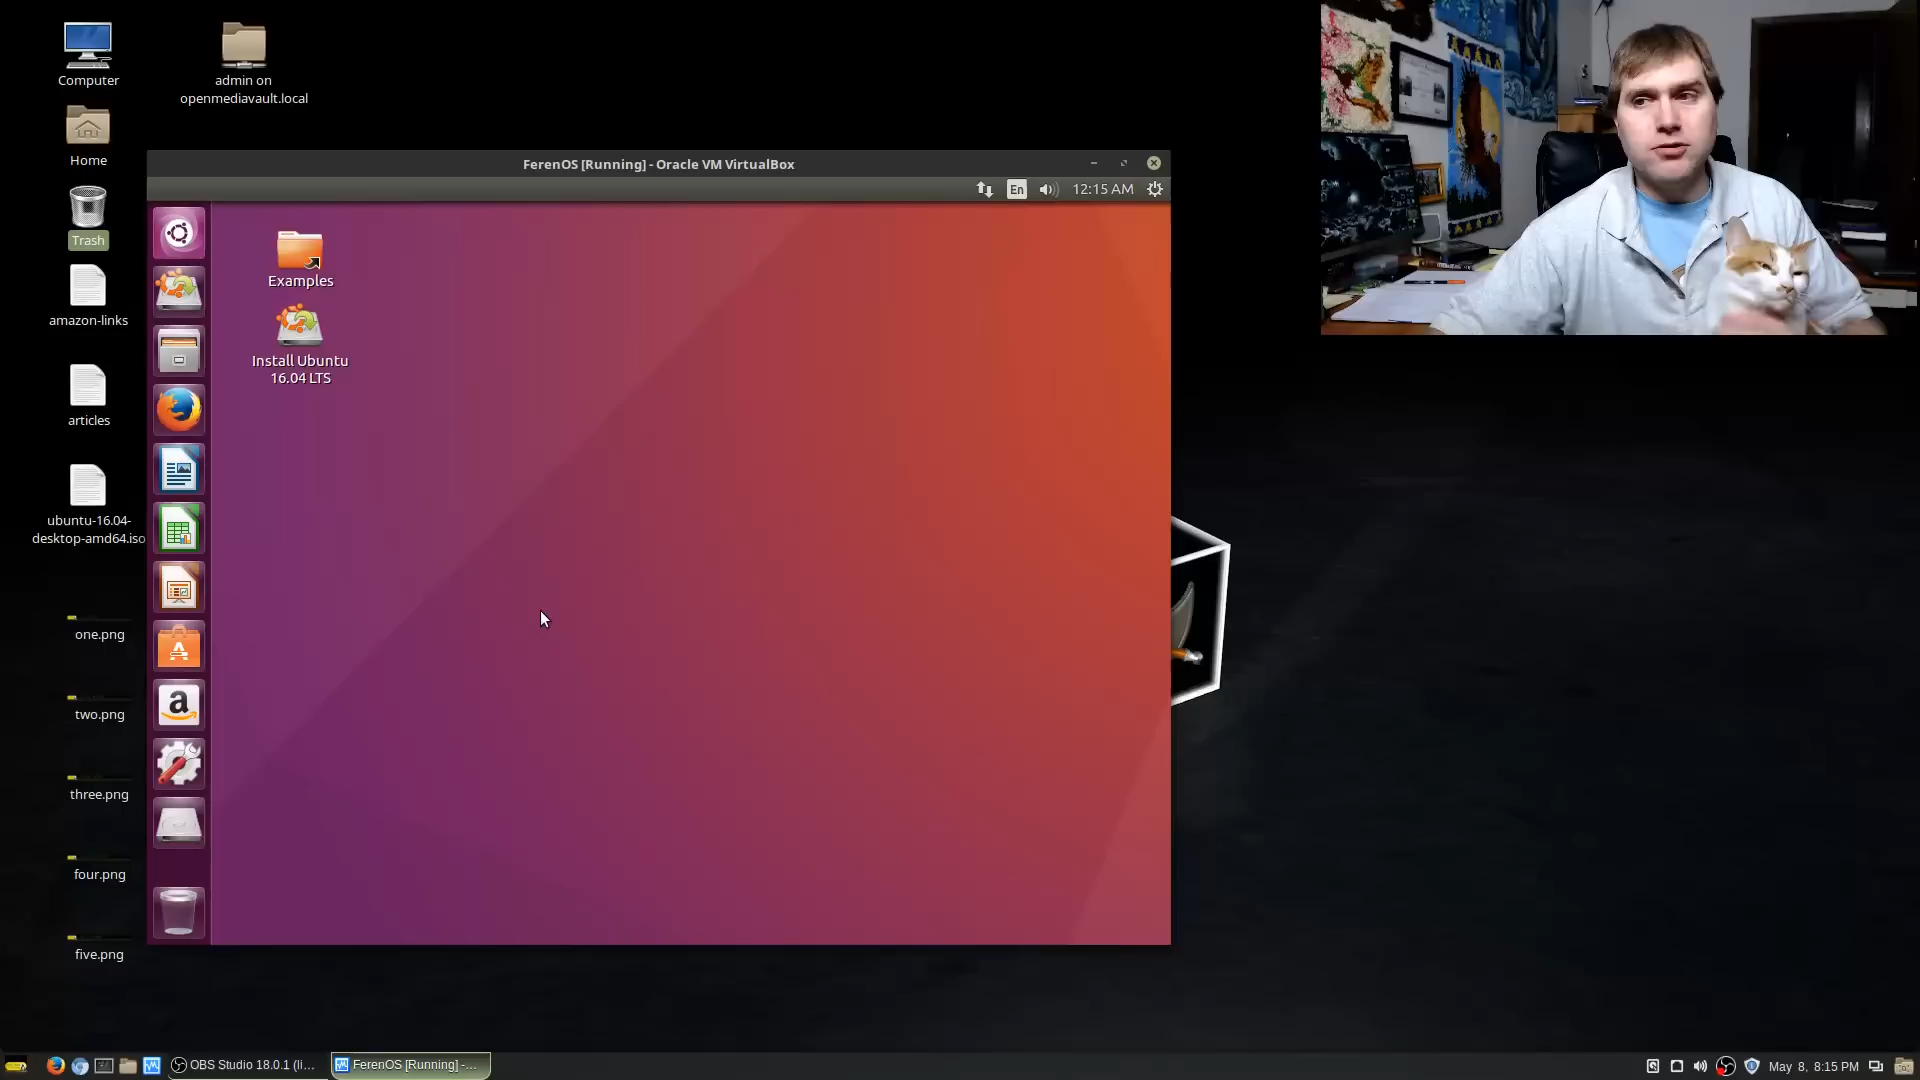 Computer
admin on
openmediavault.local
Home
Trash
amazon-links
articles
ubuntu-16.04-
desktop-amd64.iso
one.png
two.png
three.png
four.png
five.png
FerenOS [Running] - Oracle VM VirtualBox
En
12:15 AM
Examples
Install Ubuntu
16.04 LTS
a
OBS Studio 18.0.1 (li...
FerenOS [Running] -...
May 8, 8:15 PM